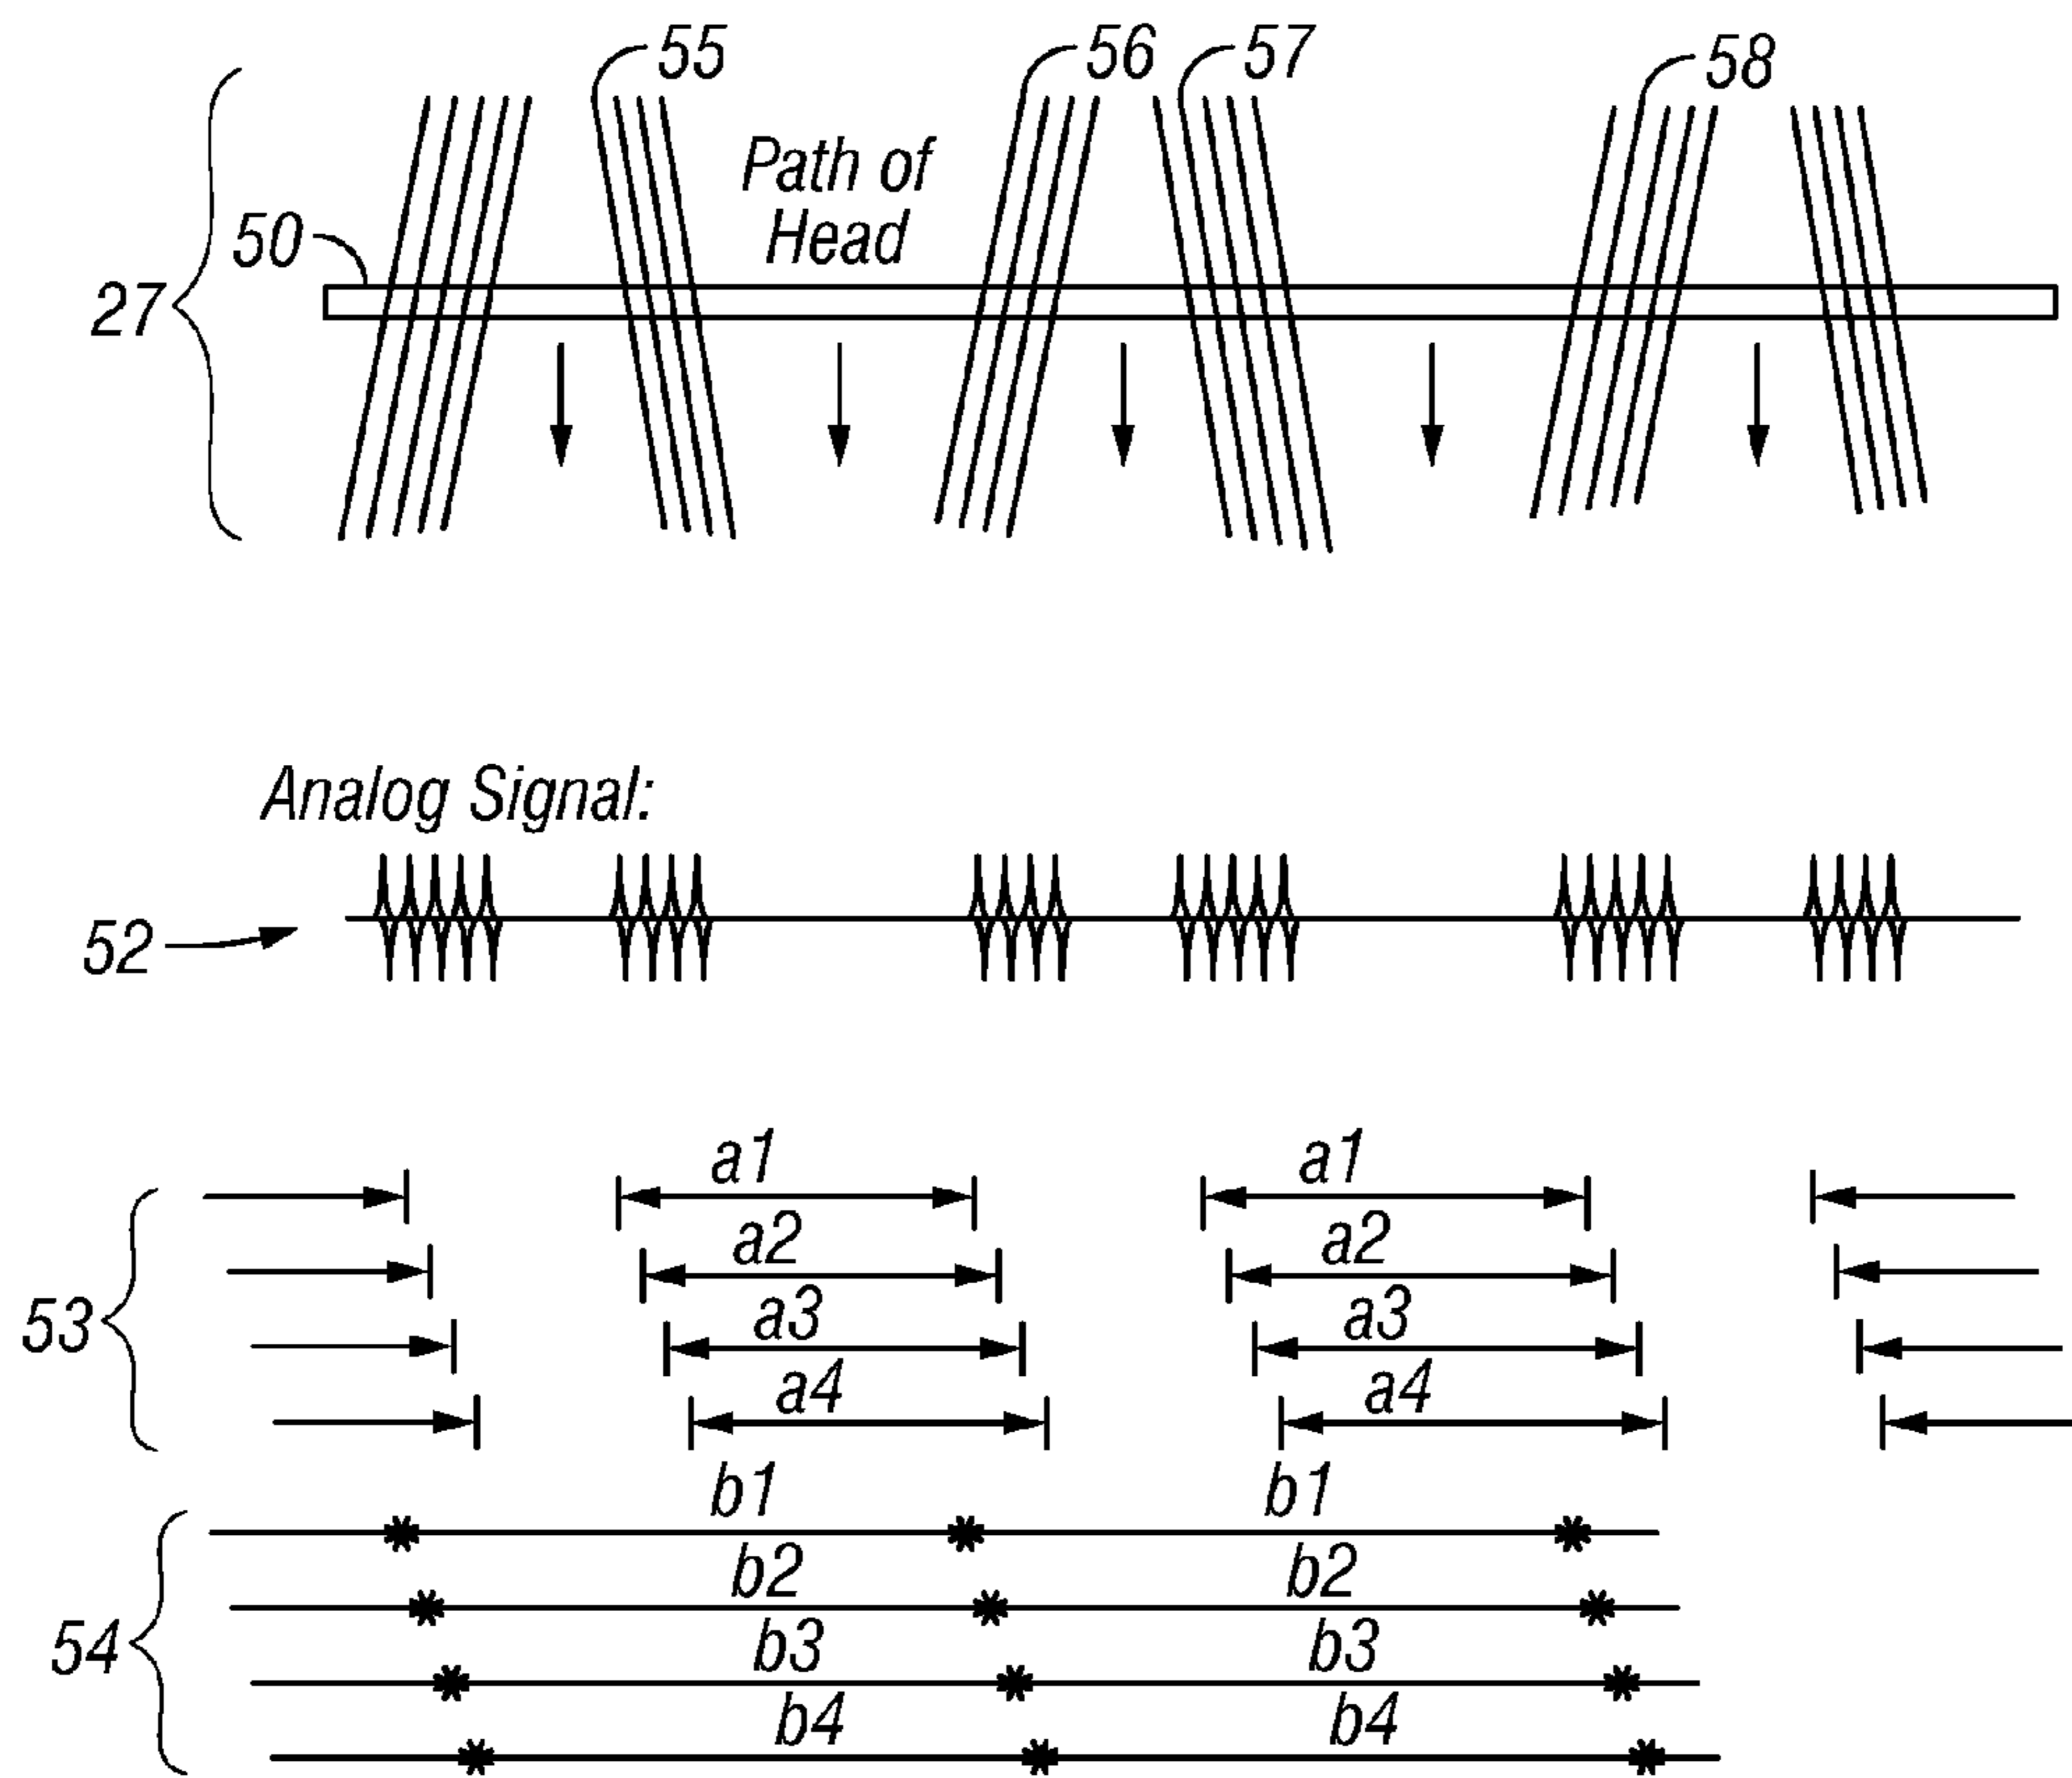 55
56
57
58
Path of
Head
50
27
Analog Signal:
52
a1 a1
a2 a2
a3 a3
53
a4 a4
b1 b1
b2 b2
b3 b3
54
b4 b4